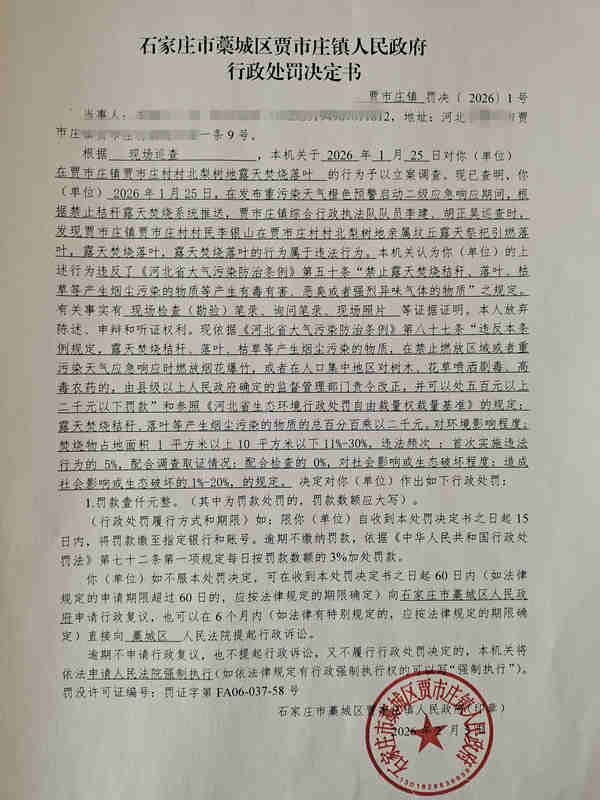 石家庄市藁城区贾市庄镇人民政府
行政处罚决定书
贾市庄镇 罚决〔 2026〕1 号
当事人： 2，地址：河北 贾
市庄 一条 9 号。
根据 现场巡查 ，本机关于 2026 年 1 月 25 日对你（单位）
在贾市庄镇贾市庄村村北梨树地露天焚烧落叶 的行为予以立案调查。现已查明，你
（单位） 2026 年 1 月 25 日，在发布重污染天气橙色预警启动二级应急响应期间，根
据禁止秸秆露天焚烧系统推送，贾市庄镇综合行政执法队队员李建、胡正昊巡查时，
发现贾市庄镇贾市庄村村民李银山在贾市庄村村北梨树地亲属坟丘露天祭祀引燃落
叶，露天焚烧落叶，露天焚烧落叶的行为属于违法行为。本机关认为你（单位）的上
述行为违反了《河北省大气污染防治条例》第五十条“禁止露天焚烧秸秆、落叶、枯
草等产生烟尘污染的物质等产生有毒有害、恶臭或者强烈异味气体的物质”之规定。
有关事实有 现场检查（勘验）笔录、询问笔录、现场照片 等证据证明。本人放弃
陈述、申辩和听证权利。现依据《河北省大气污染防治条例》第八十七条“违反本条
例规定，露天焚烧秸秆、落叶、枯草等产生烟尘污染的物质，在禁止燃放区域或者重
污染天气应急响应时燃放烟花爆竹，或者在人口集中地区对树木、花草喷洒剧毒、高
毒农药的，由县级以上人民政府确定的监督管理部门责令改正，并可以处五百元以上
二千元以下罚款”和参照《河北省生态环境行政处罚自由裁量权裁量基准》的规定：
露天焚烧秸秆、落叶等产生烟尘污染的物质的总百分百乘以二千元，对环境影响程度：
焚烧物占地面积 1 平方米以上 10 平方米以下 11%-30%，违法频次 ：首次实施违法
行为的 5%，配合调查取证情况：配合检查的 0%，对社会影响或生态破坏程度：造成
社会影响或生态破坏的 1%-20%，的规定。 决定对你（单位）作出如下行政处罚：
1.罚款壹仟元整。（其中为罚款处罚的，罚款数额应大写）。
（行政处罚履行方式和期限）如：限你（单位）自收到本处罚决定书之日起 15
日内，将罚款缴至指定银行和账号。逾期不缴纳罚款，依据《中华人民共和国行政处
罚法》第七十二条第一项规定每日按罚款数额的 3%加处罚款。
你（单位）如不服本处罚决定，可在收到本处罚决定书之日起 60 日内（如法律
规定的申请期限超过 60 日的，应按法律规定的期限确定）向石家庄市藁城区人民政
府申请行政复议，也可以在 6 个月内（如法律有特别规定的，应按法律规定的期限确
定）直接向 藁城区 人民法院提起行政诉讼。
逾期不申请行政复议，也不提起行政诉讼，又不履行行政处罚决定的，本机关将
依法申请人民法院强制执行（如依法律规定有行政强制执行权的可以写“强制执行”）。
罚没许可证编号：罚证字第 FA06-037-58 号
石家庄市藁城区贾市庄镇人民政府（印章）
2026 年 2 月 3 日
石家庄市藁城区贾市庄镇人民政府